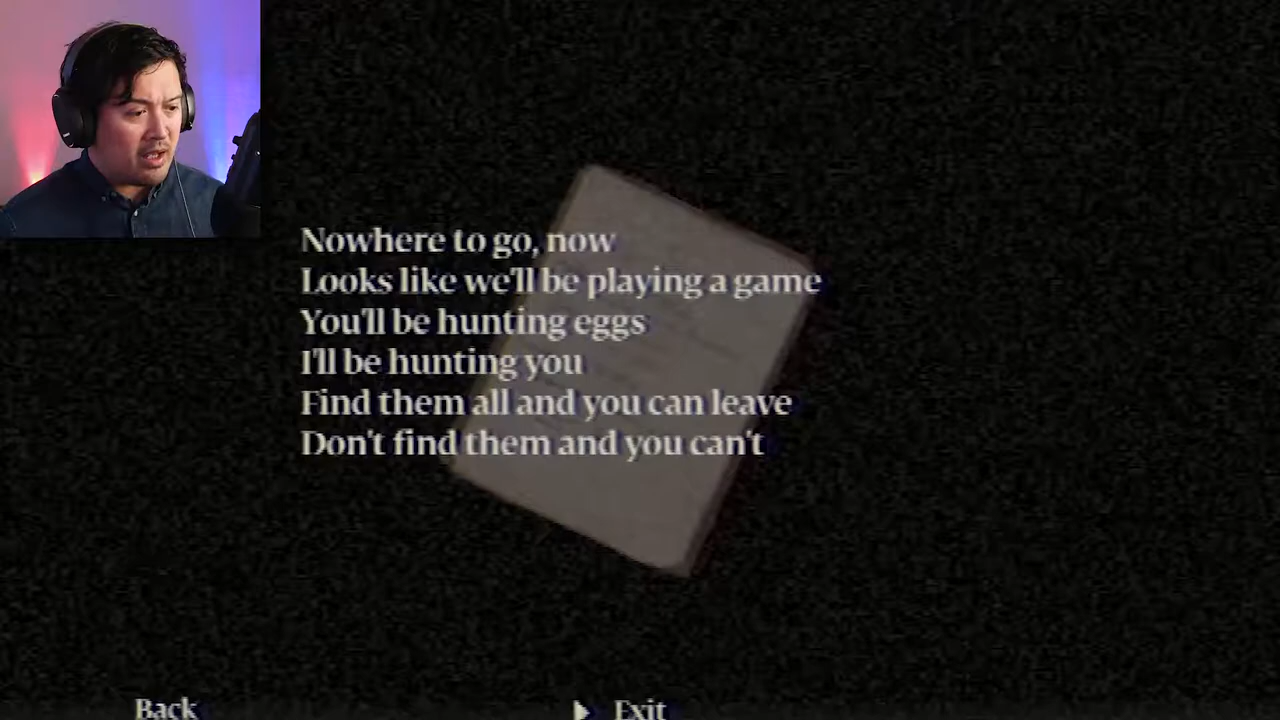 Nowhere to go, now
Looks like we'll be playing a game
You'll be hunting eggs
I'll be hunting you
Find them all and you can leave
Don't find them and you can't
Back
Exit